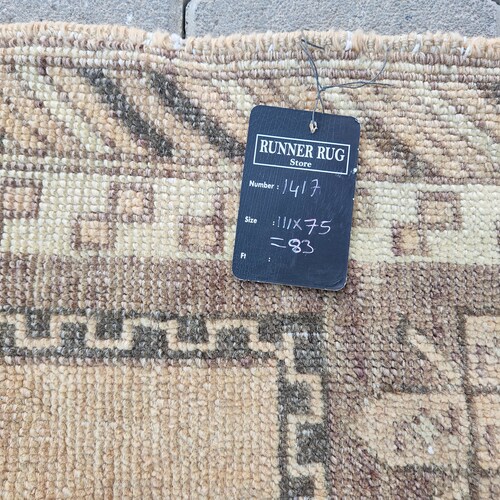 RUNNER RUG
Store
Number : 1417
Size : 111x75
=83
Ft :